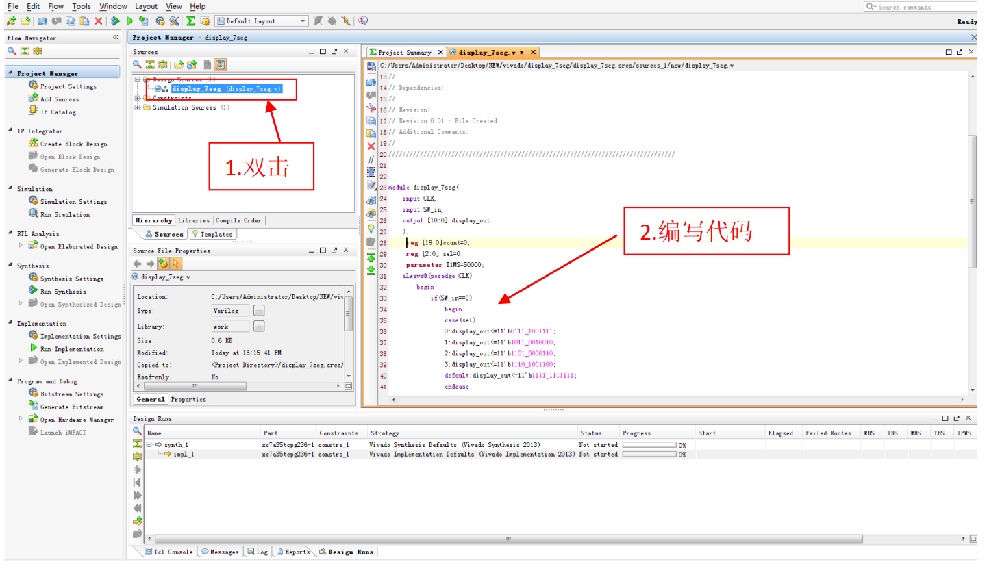 File Edit Flow Tools Window Layout View Help
Search commands
Default Layout
Ready
Flow Navigator
Project Manager
Project Settings
Add Sources
IP Catalog
IP Integrator
Create Block Design
Open Block Design
Generate Block Design
Simulation
Simulation Settings
Run Simulation
RTL Analysis
Open Elaborated Design
Synthesis
Synthesis Settings
Run Synthesis
Open Synthesized Design
Implementation
Implementation Settings
Run Implementation
Open Implemented Design
Program and Debug
Bitstream Settings
Generate Bitstream
Open Hardware Manager
Launch iMPACT
Project Manager - display_7seg
Sources
Design Sources (1)
display_7seg (display_7seg.v)
Constraints
Simulation Sources (1)
1.双击
Hierarchy Libraries Compile Order
Sources Templates
Source File Properties
display_7seg.v
Location: C:/Users/Administrator/Desktop/NEW/viv
Type: Verilog
Library: work
Size: 0.6 KB
Modified: Today at 16:15:41 PM
Copied to: <Project Directory>/display_7seg.srcs/
Read-only: No
General Properties
Project Summary display_7seg.v *
C:/Users/Administrator/Desktop/NEW/vivado/display_7seg/display_7seg.srcs/sources_1/new/display_7seg.v
13 //
14 // Dependencies:
15 //
16 // Revision:
17 // Revision 0.01 - File Created
18 // Additional Comments:
19 //
20 //////////////////////////////////////////////////////////////////////////////////
21
22
23 module display_7seg(
24 input CLK,
25 input SW_in,
26 output [10:0] display_out
27 );
28 reg [19:0]count=0;
29 reg [2:0] sel=0;
30 parameter T1MS=50000;
31 always@(posedge CLK)
32 begin
33 if(SW_in==0)
34 begin
35 case(sel)
36 0:display_out<=11'b0111_1001111;
37 1:display_out<=11'b1011_0010010;
38 2:display_out<=11'b1101_0000110;
39 3:display_out<=11'b1110_1001100;
40 default:display_out<=11'b1111_1111111;
41 endcase
2.编写代码
Design Runs
Name Part Constraints Strategy Status Progress Start Elapsed Failed Routes WNS TNS WHS THS TPWS
synth_1 xc7a35tcpg236-1 constrs_1 Vivado Synthesis Defaults (Vivado Synthesis 2013) Not started 0%
impl_1 xc7a35tcpg236-1 constrs_1 Vivado Implementation Defaults (Vivado Implementation 2013) Not started 0%
Tcl Console Messages Log Reports Design Runs